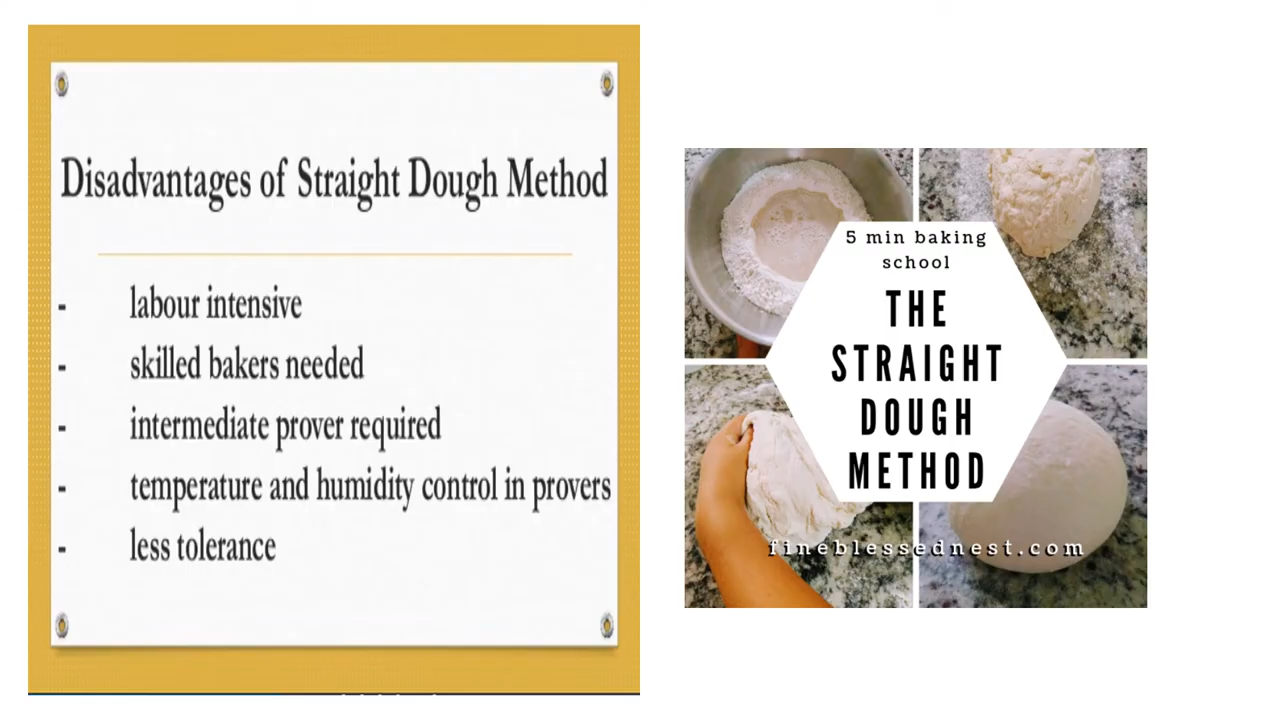 Disadvantages of Straight Dough Method
- labour intensive
- skilled bakers needed
- intermediate prover required
- temperature and humidity control in provers
- less tolerance
5 min baking
school
THE
STRAIGHT
DOUGH
METHOD
fineblessednest.com